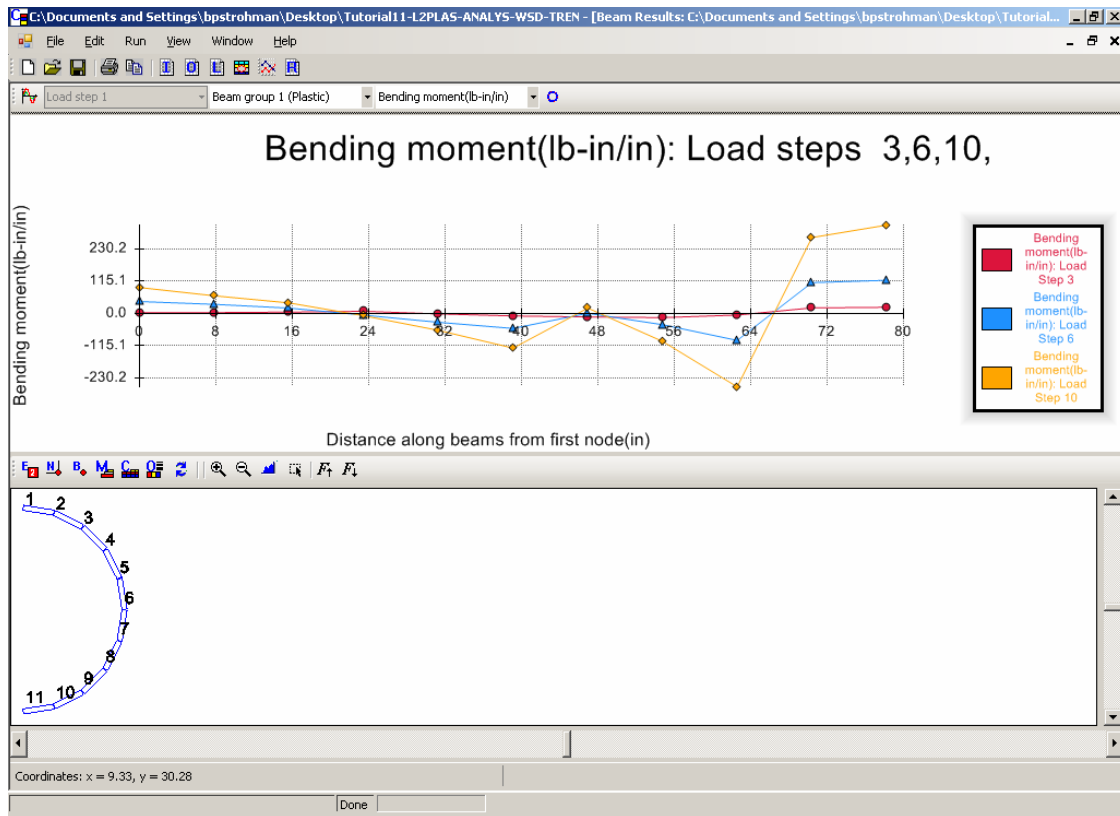 C:\Documents and Settings\bpstrohman\Desktop\Tutorial11-L2PLAS-ANALYS-WSD-TREN - [Beam Results: C:\Documents and Settings\bpstrohman\Desktop\Tutorial...
File Edit Run View Window Help
Load step 1 Beam group 1 (Plastic) Bending moment(lb-in/in)
Bending moment(lb-in/in): Load steps 3,6,10,
Bending moment(lb-in/in)
230.2
115.1
0.0
-115.1
-230.2
0 8 16 24 32 40 48 56 64 72 80
Distance along beams from first node(in)
Bending
moment(lb-
in/in): Load
Step 3
Bending
moment(lb-
in/in): Load
Step 6
Bending
moment(lb-
in/in): Load
Step 10
1
2
3
4
5
6
7
8
9
10
11
Coordinates: x = 9.33, y = 30.28
Done